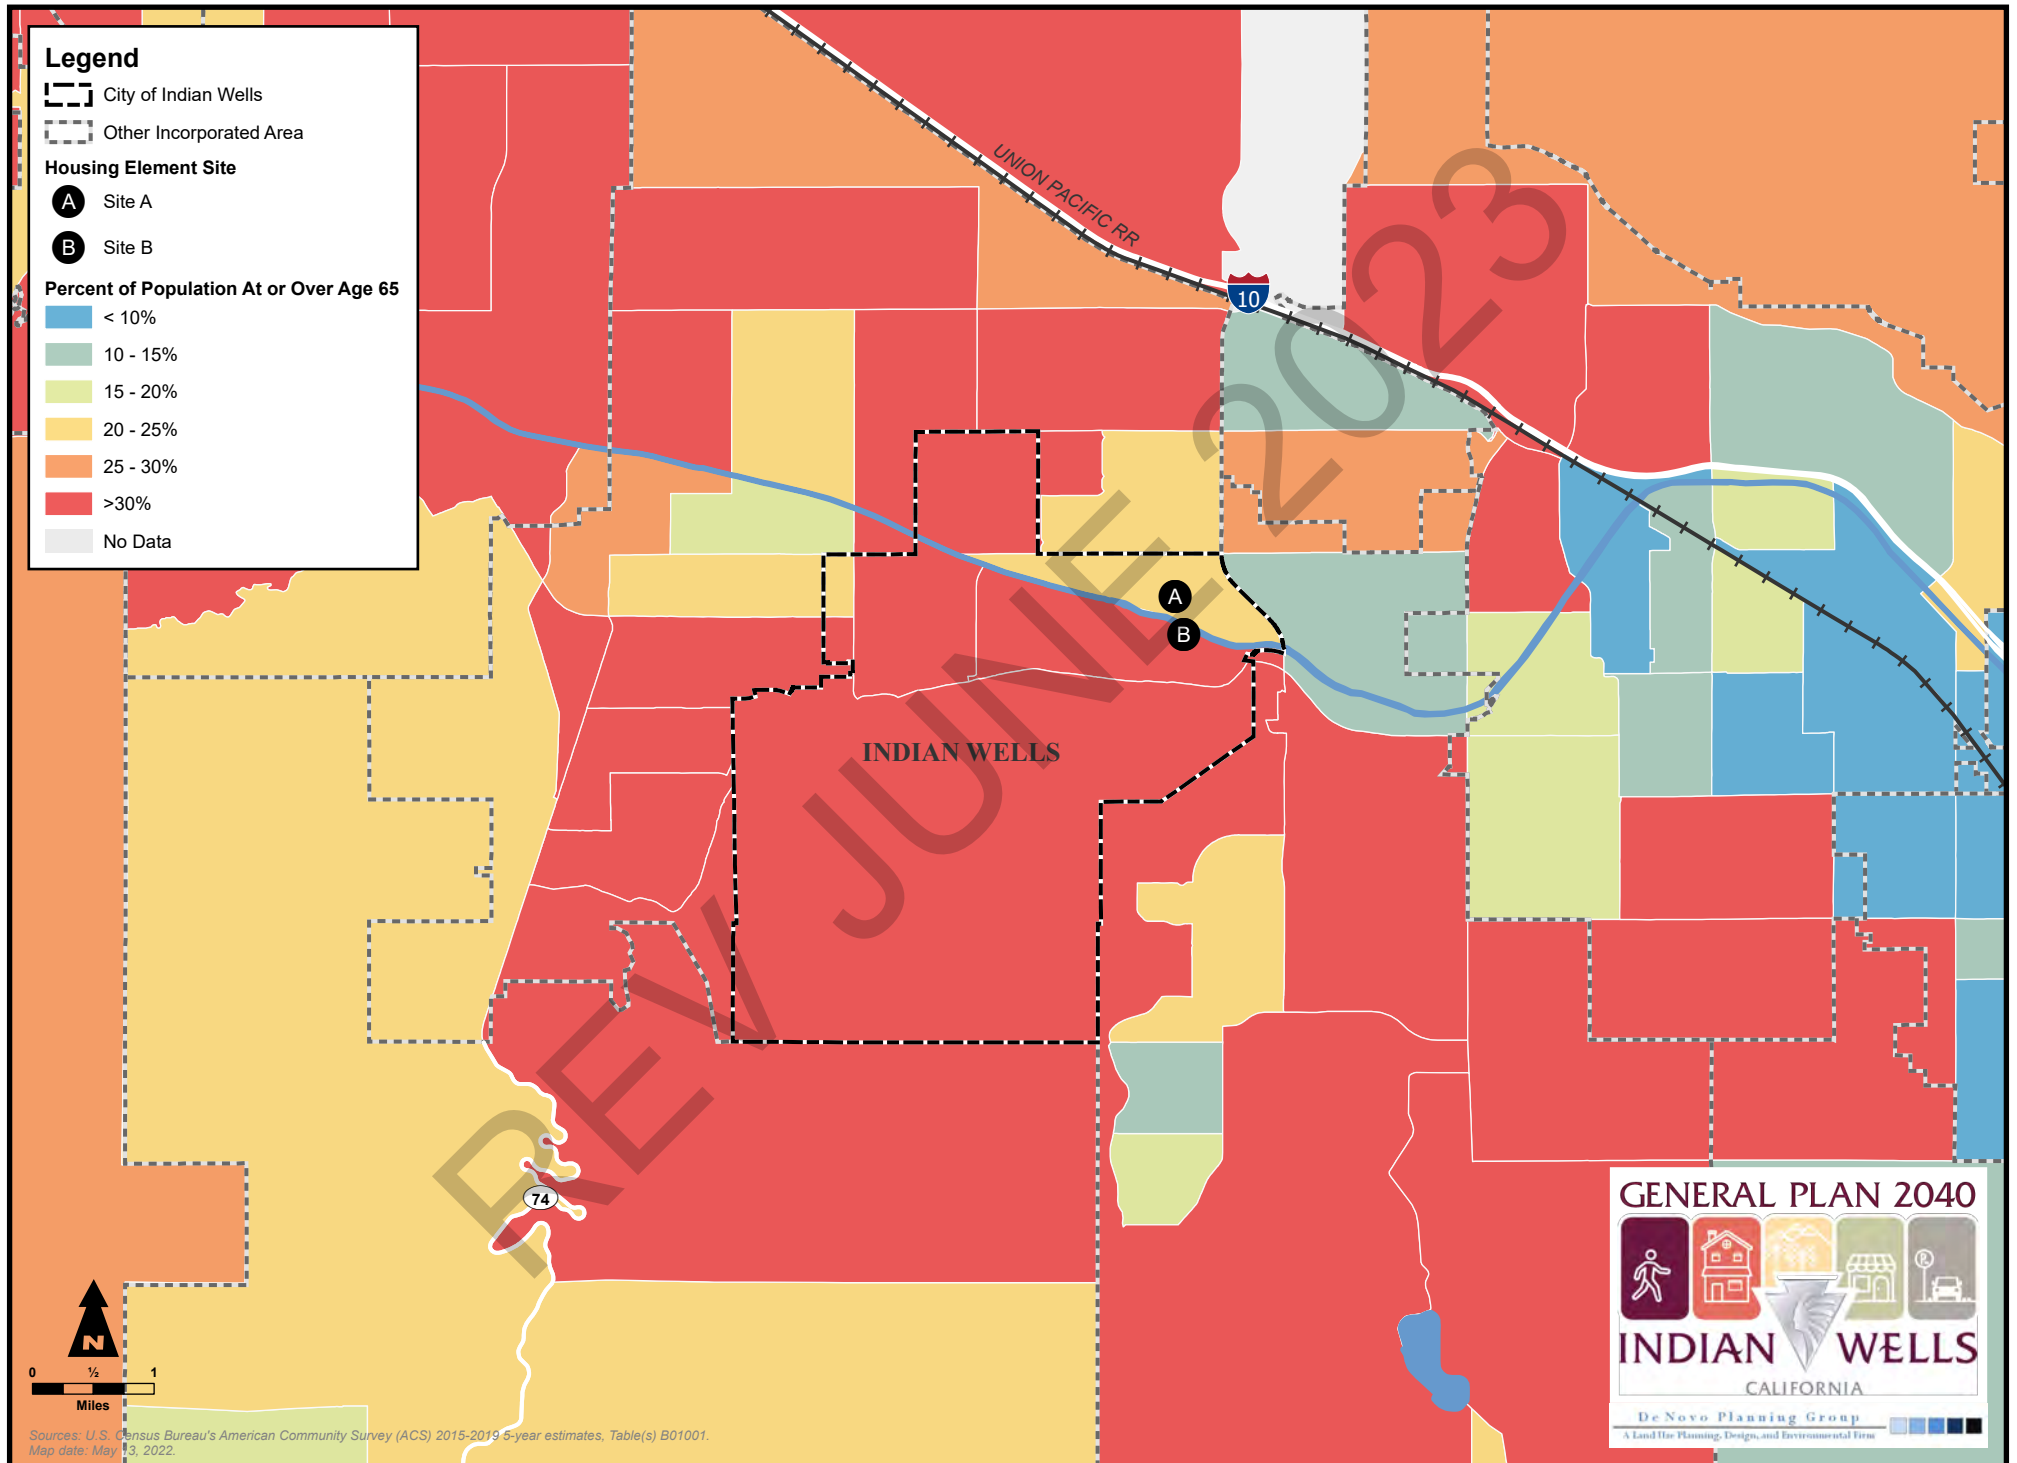 Legend
City of Indian Wells
Other Incorporated Area
Housing Element Site
A Site A
B Site B
Percent of Population At or Over Age 65
< 10%
10 - 15%
15 - 20%
20 - 25%
25 - 30%
>30%
No Data
UNION PACIFIC RR
10
A
B
INDIAN WELLS
REV JUNE 2023
74
N
0 ½ 1
Miles
Sources: U.S. Census Bureau's American Community Survey (ACS) 2015-2019 5-year estimates, Table(s) B01001.
Map date: May 13, 2022.
GENERAL PLAN 2040
P
INDIAN WELLS
CALIFORNIA
De Novo Planning Group
A Land Use Planning, Design, and Environmental Firm